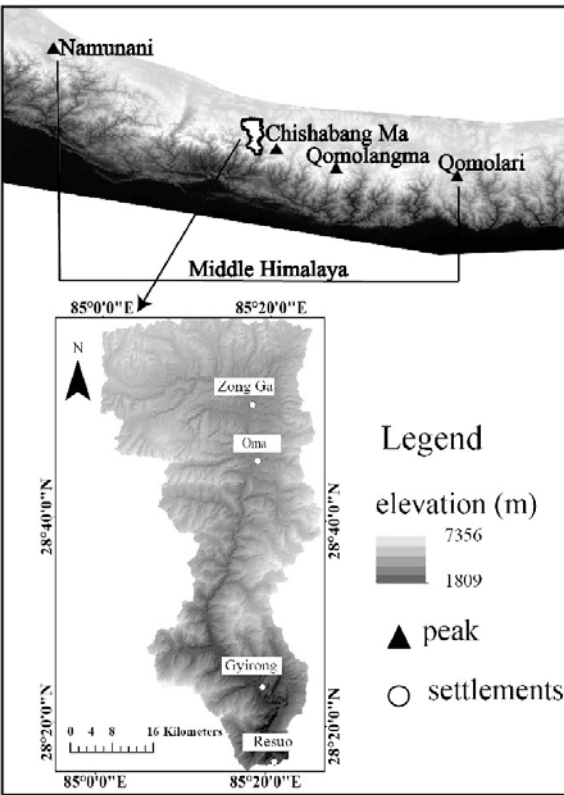 Namunani
Chishabang Ma
Qomolangma
Qomolari
Middle Himalaya
85°0'0"E
85°20'0"E
N
Zong Ga
Oma
Legend
elevation (m)
7356
1809
28°40'0"N
28°40'0"N
peak
Gyirong
settlements
0 4 8 16 Kilometers
Resuo
28°20'0"N
28°20'0"N
85°0'0"E
85°20'0"E